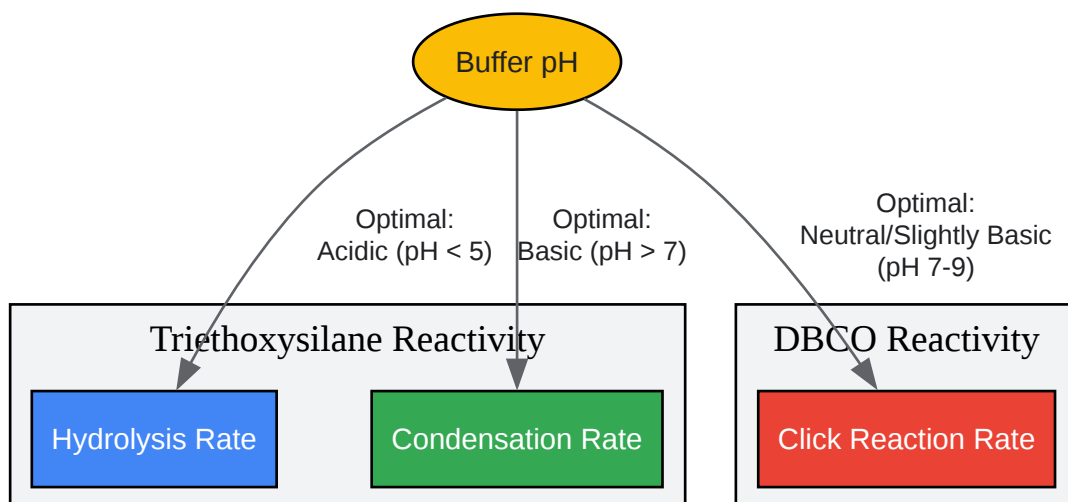 Buffer pH
Optimal:
Acidic (pH < 5)
Optimal:
Basic (pH > 7)
Optimal:
Neutral/Slightly Basic
(pH 7-9)
Triethoxysilane Reactivity
DBCO Reactivity
Hydrolysis Rate
Condensation Rate
Click Reaction Rate